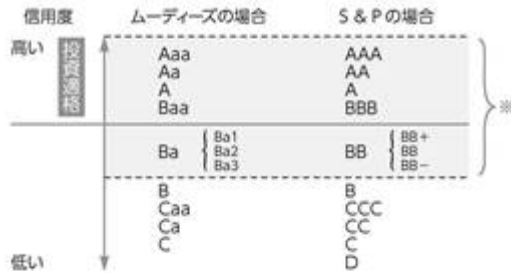 信用度 ムーディーズの場合 S & Pの場合
高い
投資適格
Aaa AAA
Aa AA
A A
Baa BBB
※
Ba { Ba1 BB { BB+
Ba2 BB
Ba3 BB−
B B
Caa CCC
Ca CC
C C
低い D